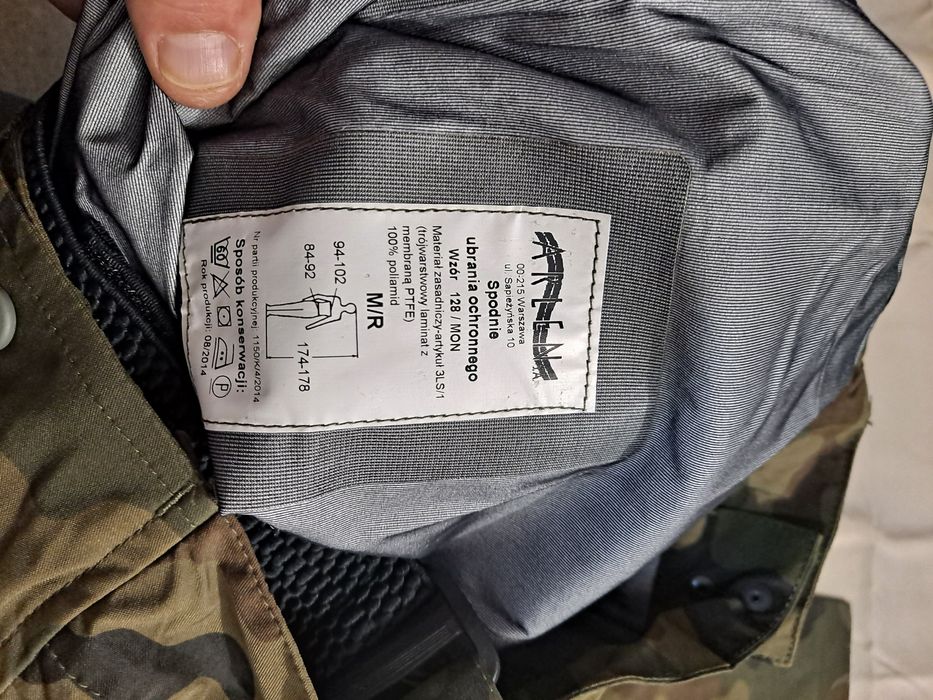 ARLEN S.A.
00-215 Warszawa
ul. Sapieżyńska 10
Spodnie
ubrania ochronnego
Wzór 128 / MON
Materiał zasadniczy-artykuł 3LS/1
(trójwarstwowy laminat z
membraną PTFE)
100% poliamid
M/R
94-102
84-92
174-178
Nr partii produkcyjnej 1150/K/4/2014
Sposób konserwacji:
60 P
Rok produkcji: 08/2014